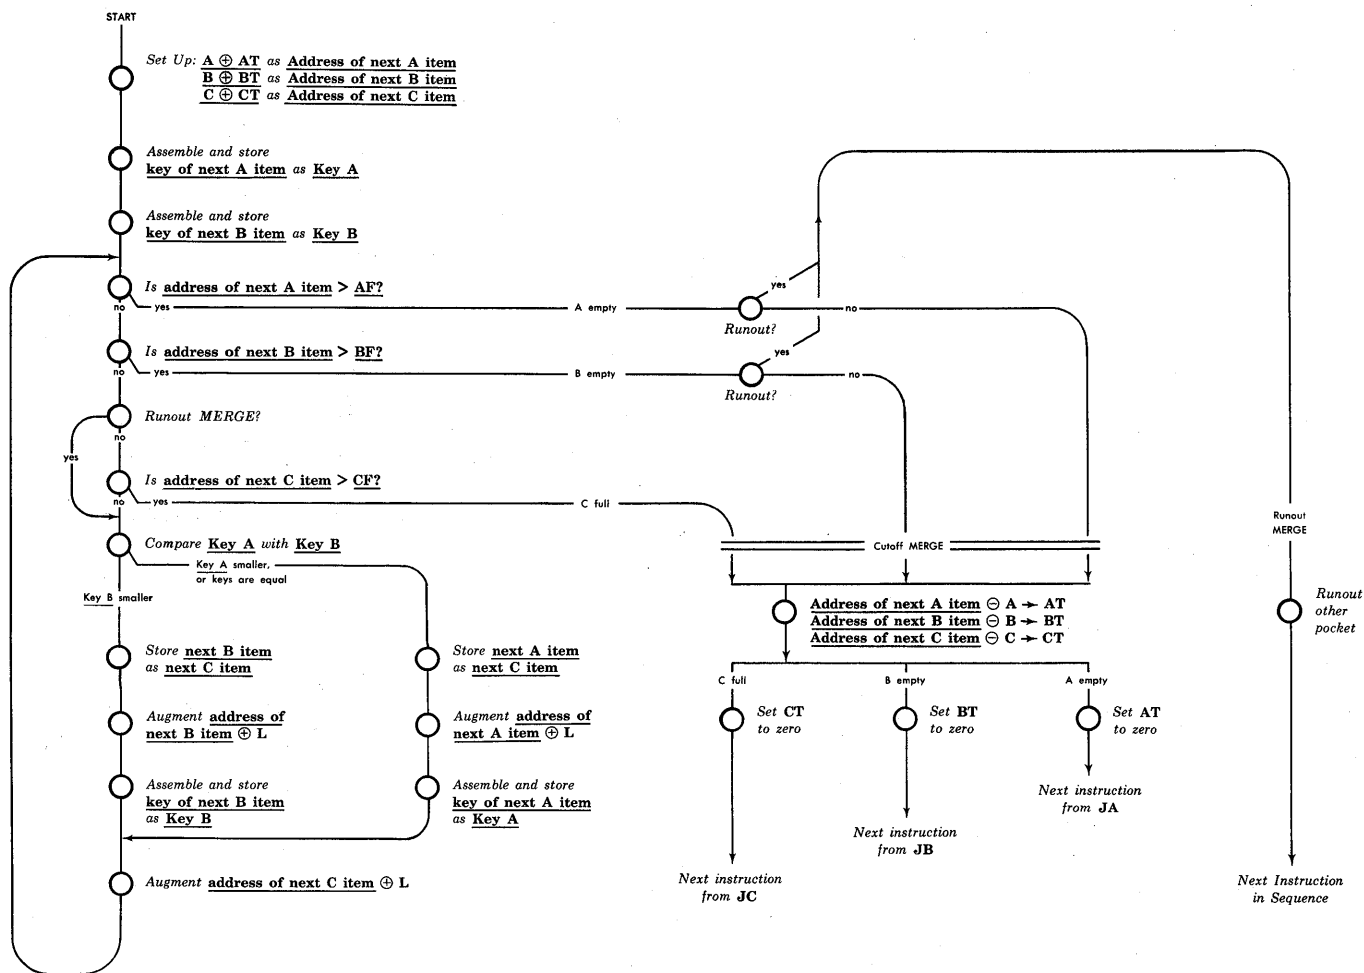 START
Set Up: A ⊕ AT as Address of next A item
B ⊕ BT as Address of next B item
C ⊕ CT as Address of next C item
Assemble and store
key of next A item as Key A
Assemble and store
key of next B item as Key B
Is address of next A item > AF?
no
yes
A empty
yes
no
Runout?
Is address of next B item > BF?
no
yes
B empty
yes
no
Runout?
Runout MERGE?
no
yes
Is address of next C item > CF?
no
yes
C full
Runout
MERGE
Cutoff MERGE
Compare Key A with Key B
Key A smaller,
or keys are equal
Key B smaller
Address of next A item ⊖ A → AT
Address of next B item ⊖ B → BT
Address of next C item ⊖ C → CT
Runout
other
pocket
Store next B item
as next C item
Store next A item
as next C item
C full
B empty
A empty
Augment address of
next B item ⊕ L
Augment address of
next A item ⊕ L
Set CT
to zero
Set BT
to zero
Set AT
to zero
Assemble and store
key of next B item
as Key B
Assemble and store
key of next A item
as Key A
Next instruction
from JA
Next instruction
from JB
Next instruction
from JC
Next Instruction
in Sequence
Augment address of next C item ⊕ L